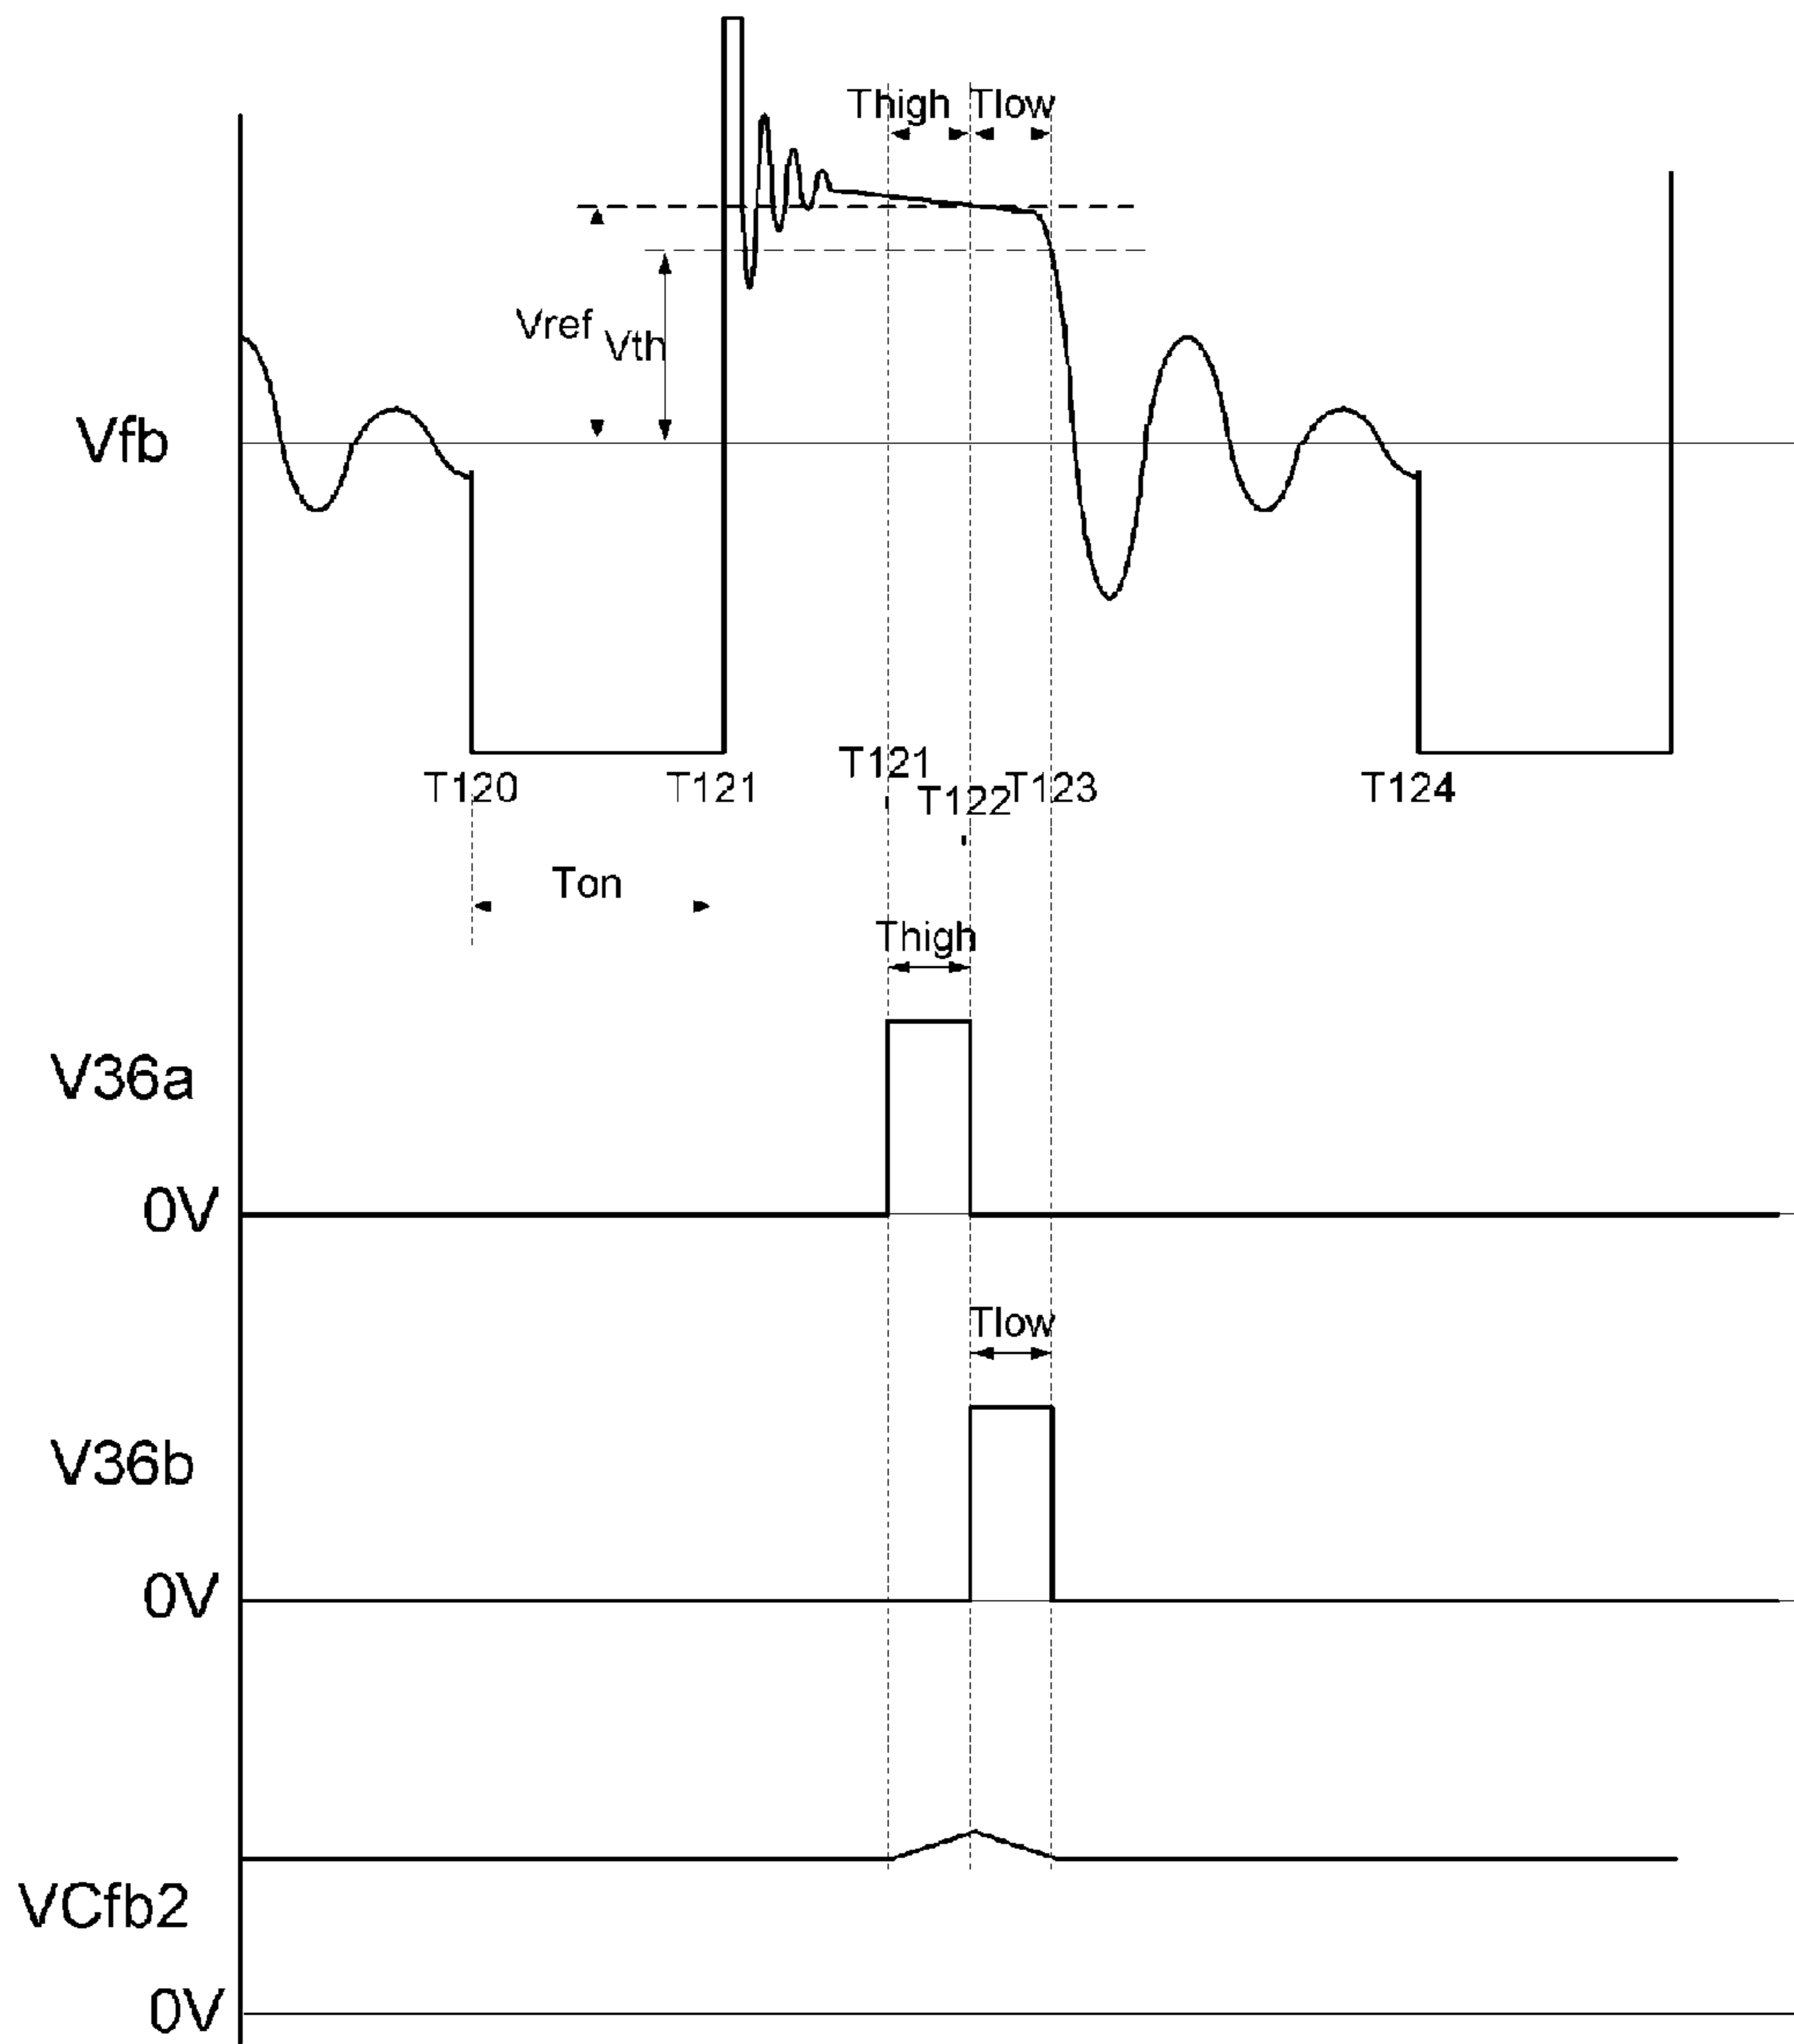 Thigh Tlow
Vref
Vth
Vfb
T121
T120 T121 T123 T124
T122
Ton
Thigh
V36a
0V
Tlow
V36b
0V
VCfb2
0V